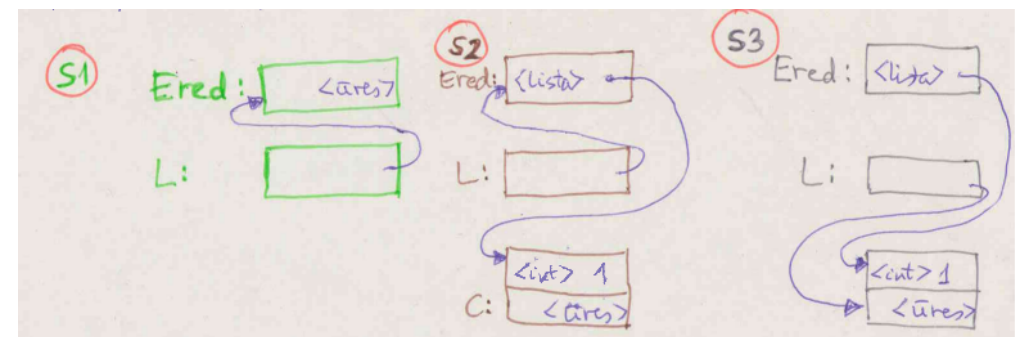 S1
Ered: <üres>
L:
S2
Ered: <lista>
L:
<int> 1
C: <üres>
S3
Ered: <lista>
L:
<int> 1
<üres>